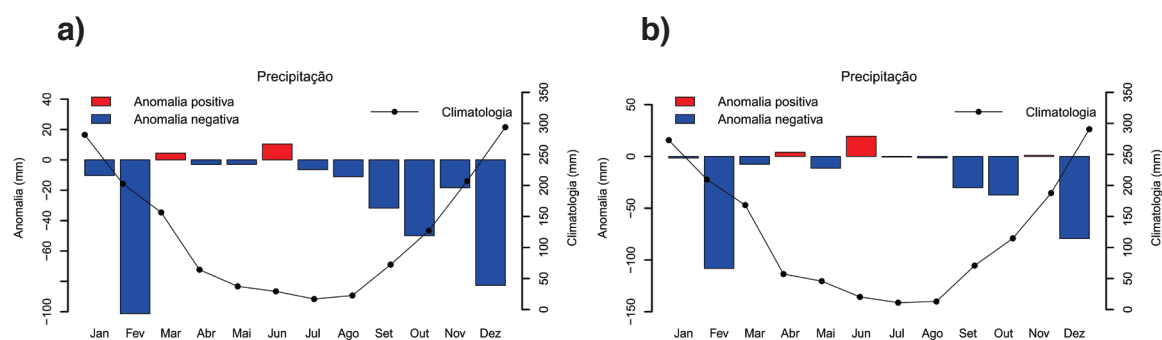 a)
Precipitação
Anomalia positiva
Anomalia negativa
Climatologia
Anomalia (mm)
40
20
0
−20
−40
−60
−100
Climatologia (mm)
350
300
250
200
150
100
50
0
Jan Fev Mar Abr Mai Jun Jul Ago Set Out Nov Dez
b)
Precipitação
Anomalia positiva
Anomalia negativa
Climatologia
Anomalia (mm)
50
0
−50
−100
−150
Climatologia (mm)
350
300
250
200
150
100
50
0
Jan Fev Mar Abr Mai Jun Jul Ago Set Out Nov Dez